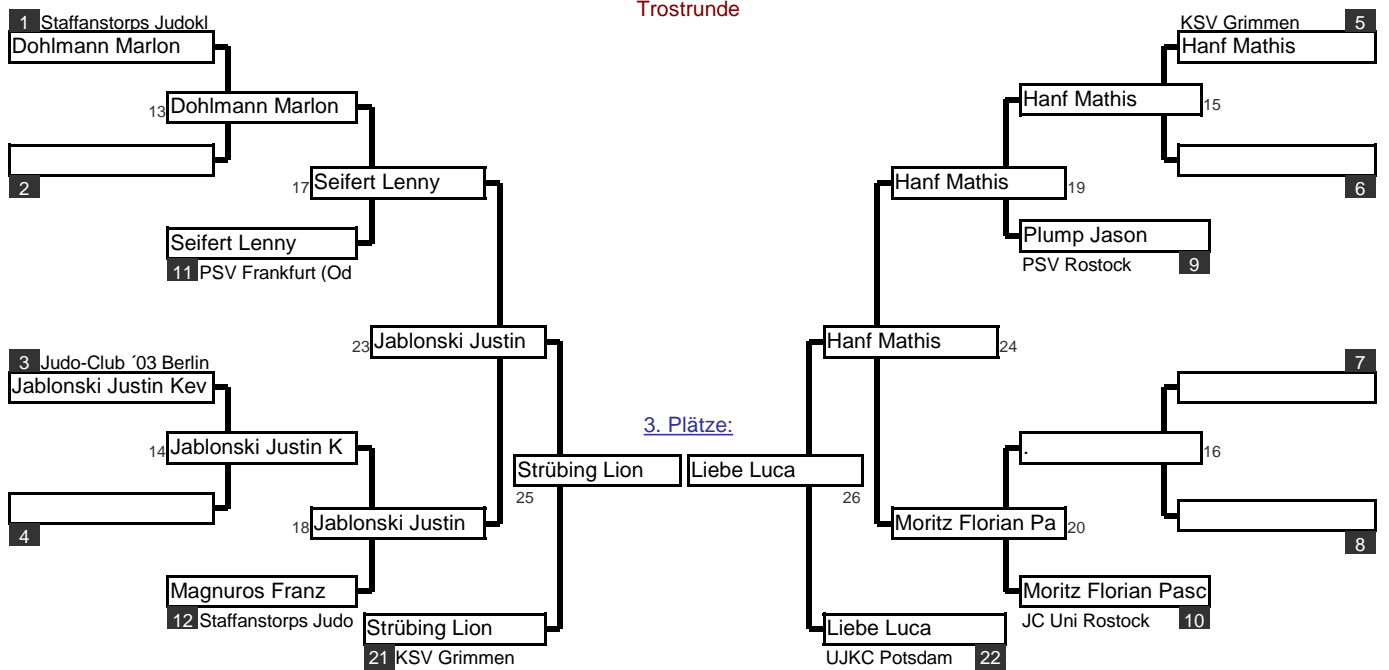 Trostrunde
1 Staffanstorps Judokl
Dohlmann Marlon
KSV Grimmen 5
Hanf Mathis
13 Dohlmann Marlon
Hanf Mathis 15
2
17 Seifert Lenny
Hanf Mathis 19
6
Seifert Lenny
11 PSV Frankfurt (Od
Plump Jason
PSV Rostock 9
23 Jablonski Justin
Hanf Mathis 24
3 Judo-Club ´03 Berlin
Jablonski Justin Kev
7
3. Plätze:
14 Jablonski Justin K
. 16
Strübing Lion
25
Liebe Luca
26
4
18 Jablonski Justin
Moritz Florian Pa 20
8
Magnuros Franz
12 Staffanstorps Judo
Moritz Florian Pasc
JC Uni Rostock 10
Strübing Lion
21 KSV Grimmen
Liebe Luca
UJKC Potsdam 22